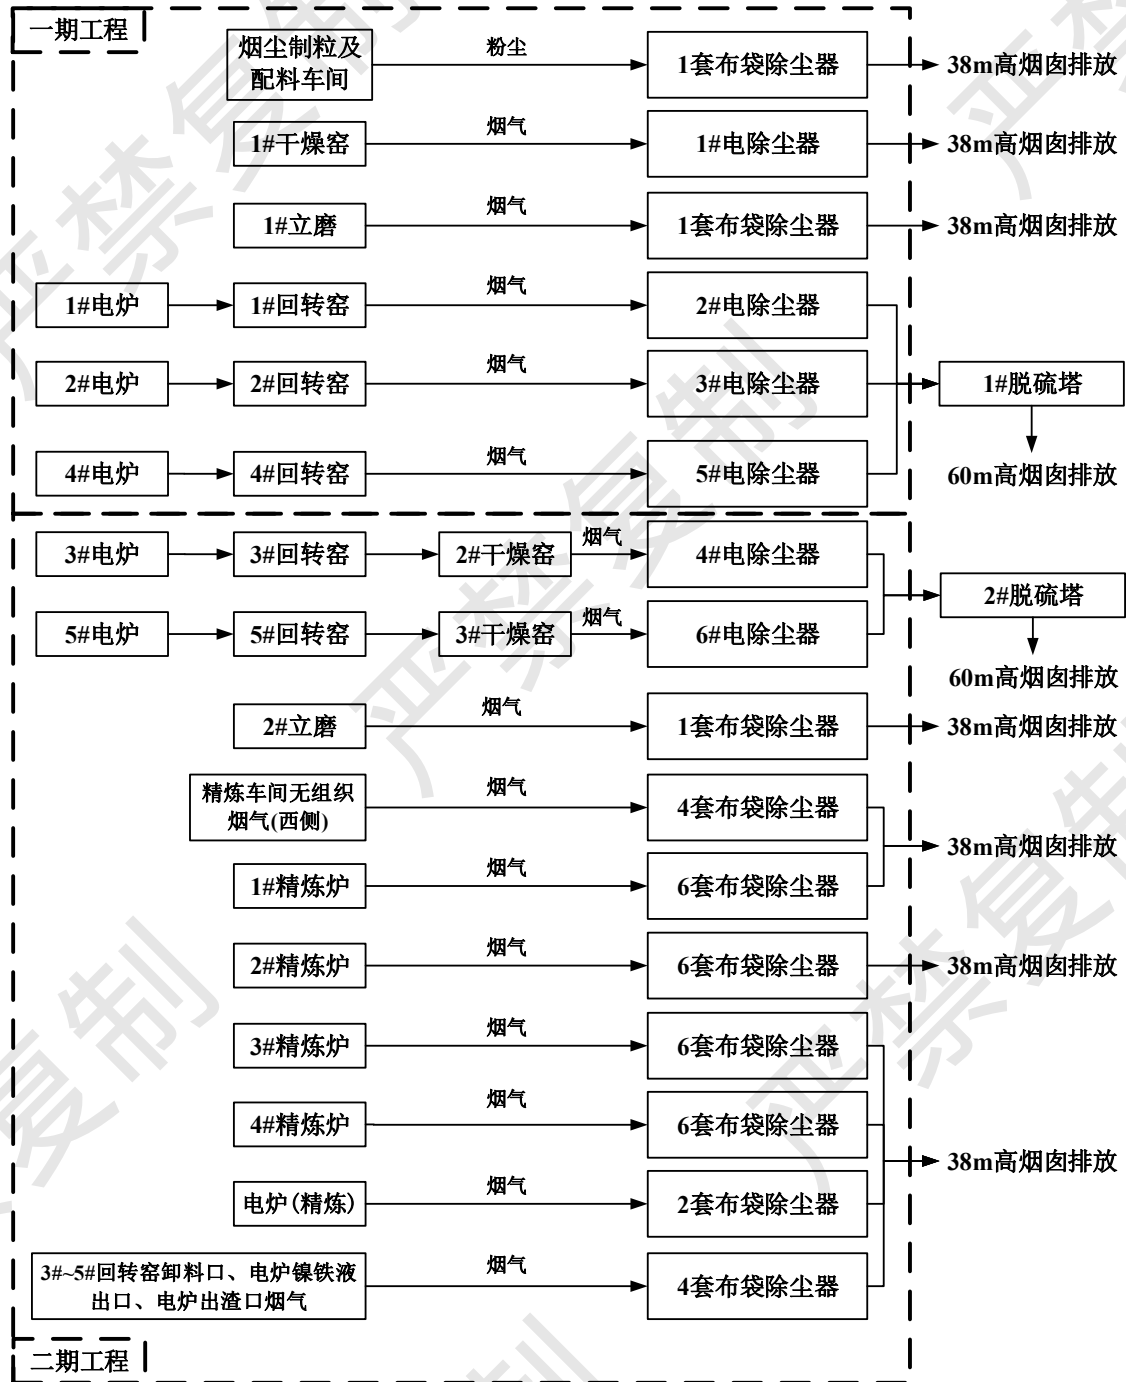 一期工程
烟尘制粒及
配料车间
粉尘
1套布袋除尘器
38m高烟囱排放
1#干燥窑
烟气
1#电除尘器
38m高烟囱排放
1#立磨
烟气
1套布袋除尘器
38m高烟囱排放
1#电炉
1#回转窑
烟气
2#电除尘器
2#电炉
2#回转窑
烟气
3#电除尘器
1#脱硫塔
4#电炉
4#回转窑
烟气
5#电除尘器
60m高烟囱排放
3#电炉
3#回转窑
2#干燥窑
烟气
4#电除尘器
2#脱硫塔
5#电炉
5#回转窑
3#干燥窑
烟气
6#电除尘器
60m高烟囱排放
2#立磨
烟气
1套布袋除尘器
38m高烟囱排放
精炼车间无组织
烟气(西侧)
烟气
4套布袋除尘器
38m高烟囱排放
1#精炼炉
烟气
6套布袋除尘器
2#精炼炉
烟气
6套布袋除尘器
38m高烟囱排放
3#精炼炉
烟气
6套布袋除尘器
4#精炼炉
烟气
6套布袋除尘器
38m高烟囱排放
电炉(精炼)
烟气
2套布袋除尘器
3#~5#回转窑卸料口、电炉镍铁液
出口、电炉出渣口烟气
烟气
4套布袋除尘器
二期工程
严禁复制
严禁复制
严禁复制